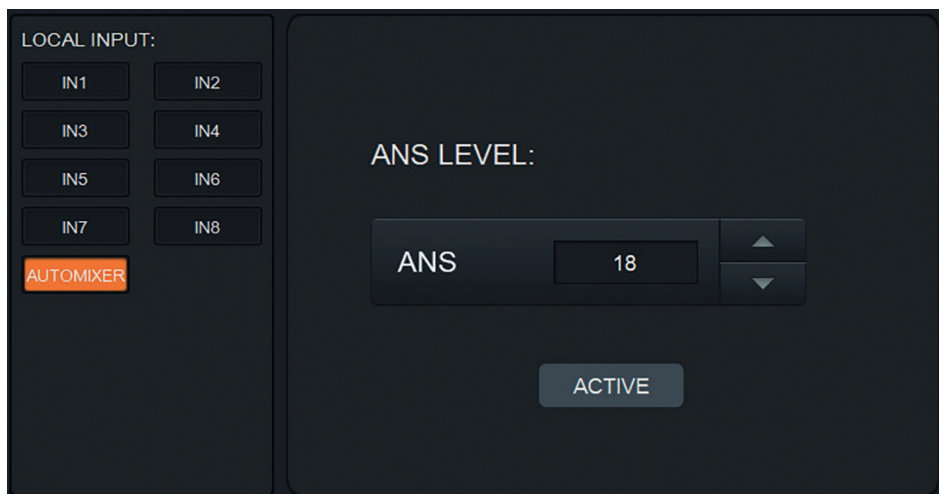 LOCAL INPUT:
IN1 IN2
IN3 IN4
IN5 IN6
IN7 IN8
AUTOMIXER
ANS LEVEL:
ANS 18
ACTIVE